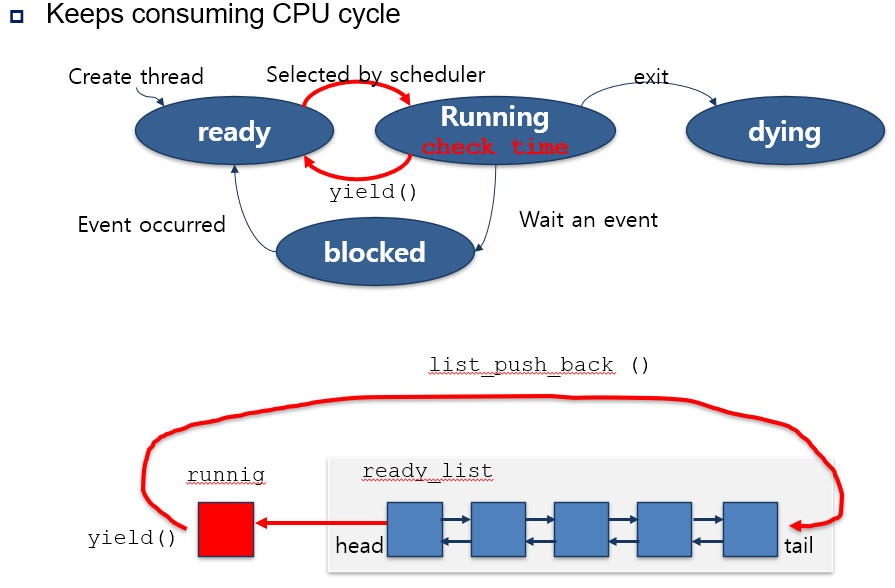 Keeps consuming CPU cycle
Create thread
Selected by scheduler
exit
ready
Running
check time
dying
yield()
Event occurred
Wait an event
blocked
list_push_back ()
runnig
ready_list
yield()
head
tail